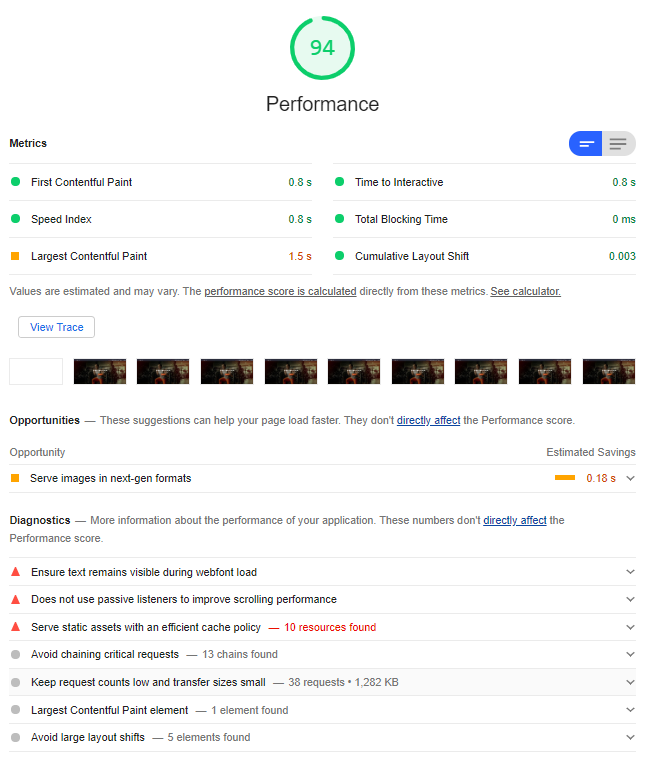 94
Performance
Metrics
First Contentful Paint 0.8 s
Time to Interactive 0.8 s
Speed Index 0.8 s
Total Blocking Time 0 ms
Largest Contentful Paint 1.5 s
Cumulative Layout Shift 0.003
Values are estimated and may vary. The performance score is calculated directly from these metrics. See calculator.
View Trace
Opportunities — These suggestions can help your page load faster. They don't directly affect the Performance score.
Opportunity Estimated Savings
Serve images in next-gen formats 0.18 s
Diagnostics — More information about the performance of your application. These numbers don't directly affect the
Performance score.
Ensure text remains visible during webfont load
Does not use passive listeners to improve scrolling performance
Serve static assets with an efficient cache policy — 10 resources found
Avoid chaining critical requests — 13 chains found
Keep request counts low and transfer sizes small — 38 requests • 1,282 KB
Largest Contentful Paint element — 1 element found
Avoid large layout shifts — 5 elements found